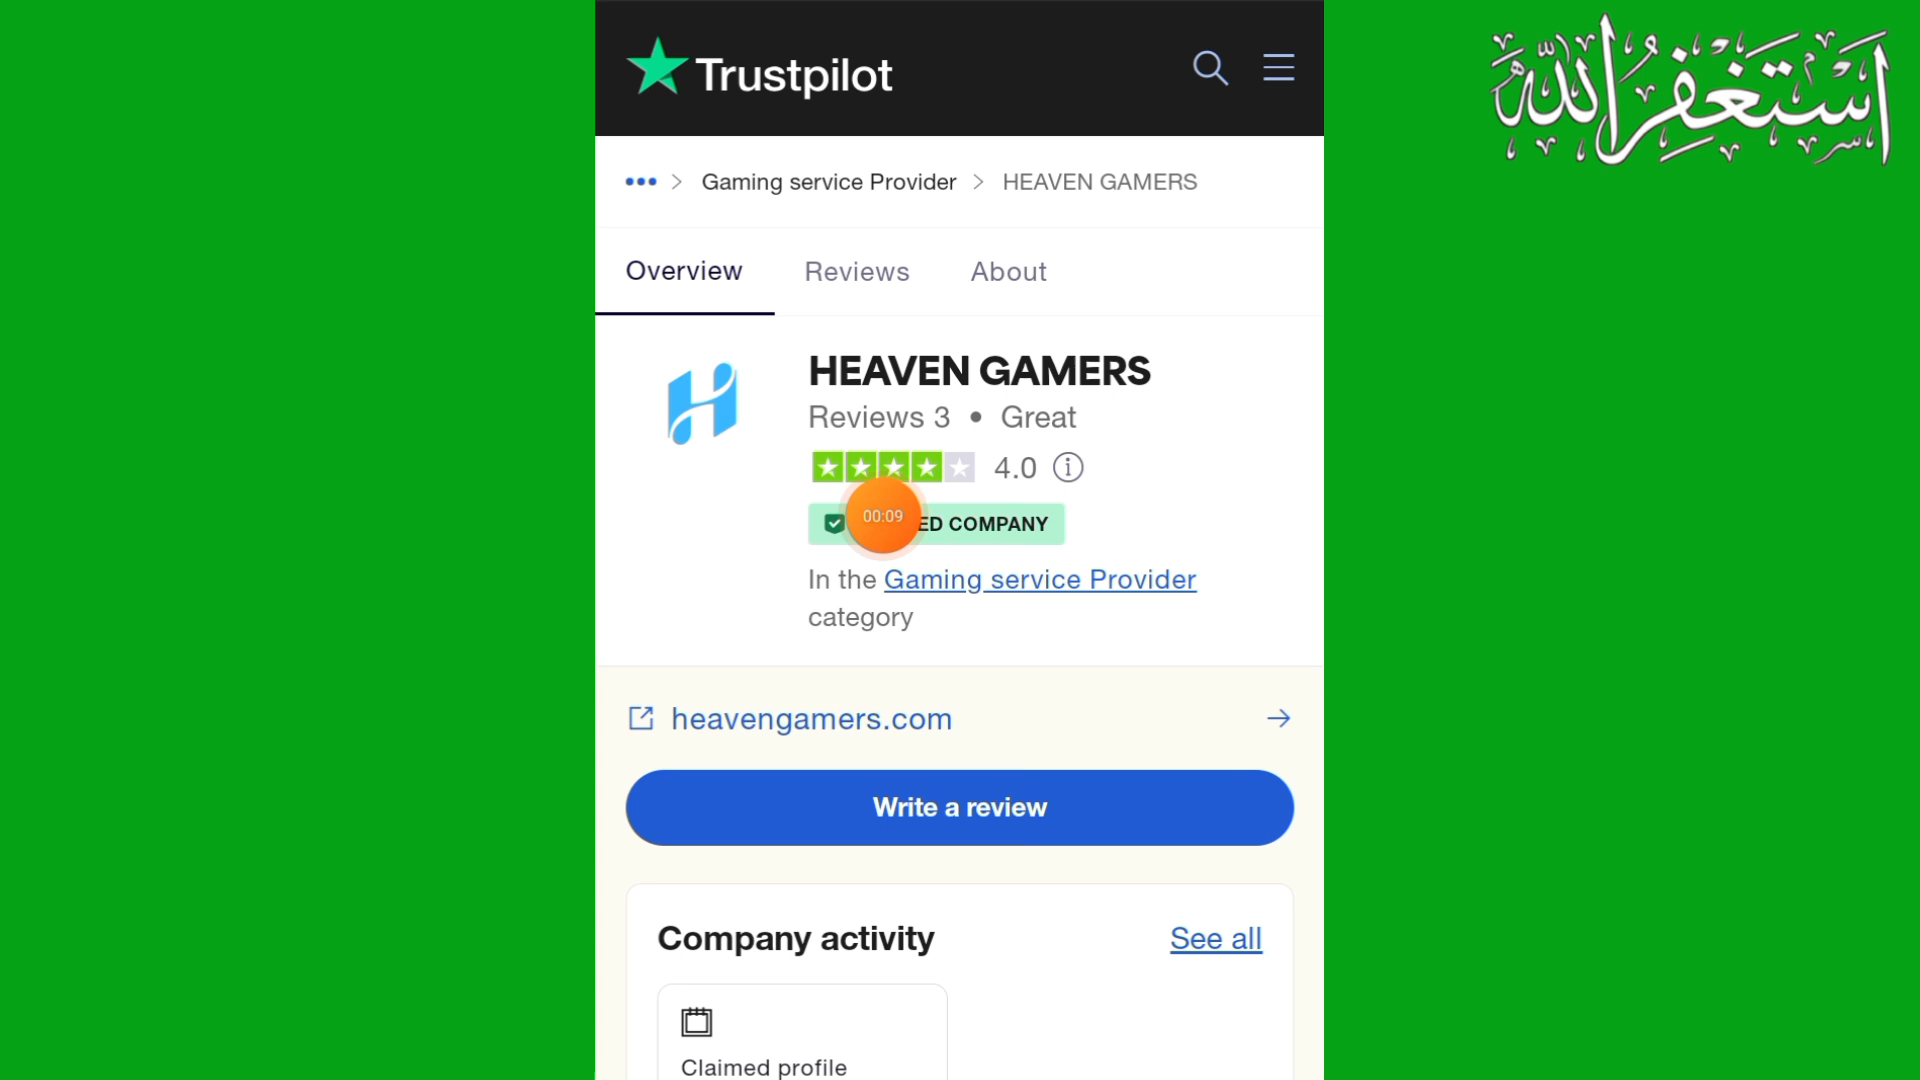 Trustpilot
أستغفر الله
Gaming service Provider > HEAVEN GAMERS
Overview Reviews About
HEAVEN GAMERS
Reviews 3 • Great
4.0
00:09
ED COMPANY
In the Gaming service Provider
category
heavengamers.com
Write a review
Company activity See all
Claimed profile